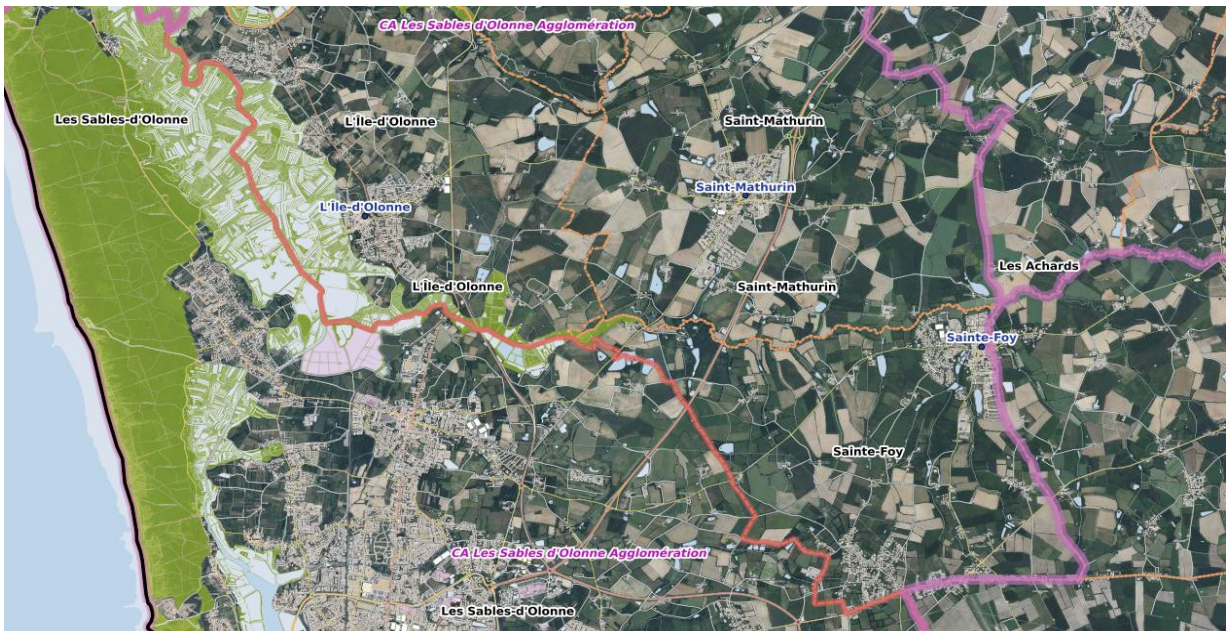 CA Les Sables d'Olonne Agglomération
Les Sables-d'Olonne
L'Île-d'Olonne
Saint-Mathurin
Saint-Mathurin
L'Île-d'Olonne
Les Achards
L'Île-d'Olonne
Saint-Mathurin
Sainte-Foy
Sainte-Foy
CA Les Sables d'Olonne Agglomération
Les Sables-d'Olonne